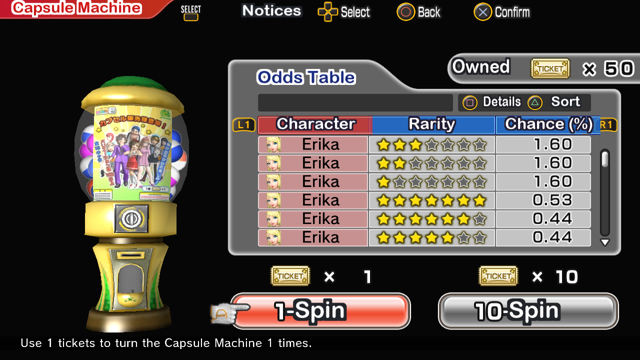 Capsule Machine
SELECT
Notices
Select
Back
Confirm
Owned TICKET × 50
Odds Table
Details Sort
L1 Character Rarity Chance (%) R1
Erika 1.60
Erika 1.60
Erika 1.60
Erika 0.53
Erika 0.44
Erika 0.44
TICKET × 1
TICKET × 10
1-Spin
10-Spin
Use 1 tickets to turn the Capsule Machine 1 times.